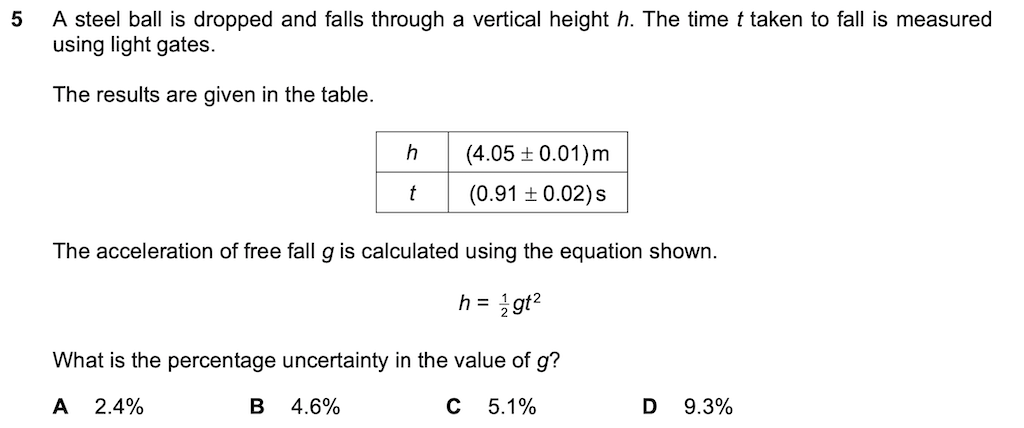 5 A steel ball is dropped and falls through a vertical height h. The time t taken to fall is measured
using light gates.
The results are given in the table.
h (4.05 ± 0.01) m
t (0.91 ± 0.02) s
The acceleration of free fall g is calculated using the equation shown.
h = ½gt²
What is the percentage uncertainty in the value of g?
A 2.4% B 4.6% C 5.1% D 9.3%